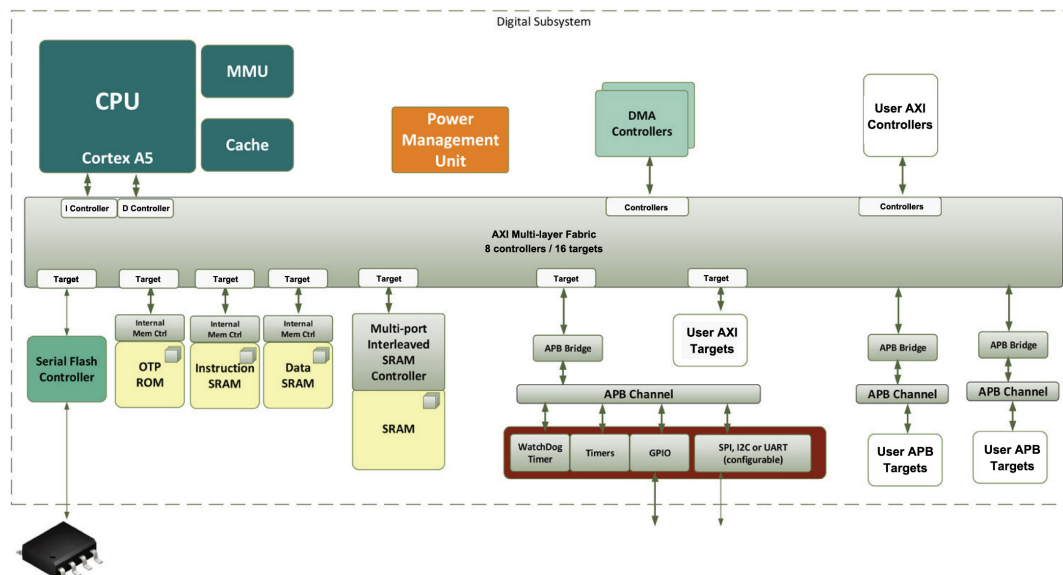 Digital Subsystem
CPU
Cortex A5
MMU
Cache
Power
Management
Unit
DMA
Controllers
User AXI
Controllers
I Controller
D Controller
Controllers
Controllers
AXI Multi-layer Fabric
8 controllers / 16 targets
Target
Target
Target
Target
Target
Target
Target
Serial Flash
Controller
Internal
Mem Ctrl
OTP
ROM
Internal
Mem Ctrl
Instruction
SRAM
Internal
Mem Ctrl
Data
SRAM
Multi-port
Interleaved
SRAM
Controller
SRAM
APB Bridge
APB Channel
WatchDog
Timer
Timers
GPIO
SPI, I2C or UART
(configurable)
User AXI
Targets
APB Bridge
APB Channel
User APB
Targets
APB Bridge
APB Channel
User APB
Targets